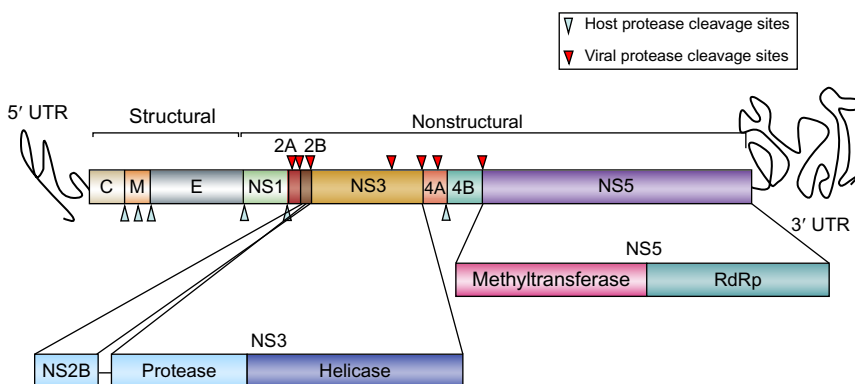 Host protease cleavage sites
Viral protease cleavage sites
5′ UTR
Structural
Nonstructural
2A
2B
C
M
E
NS1
NS3
4A
4B
NS5
3′ UTR
NS5
Methyltransferase
RdRp
NS3
NS2B
Protease
Helicase